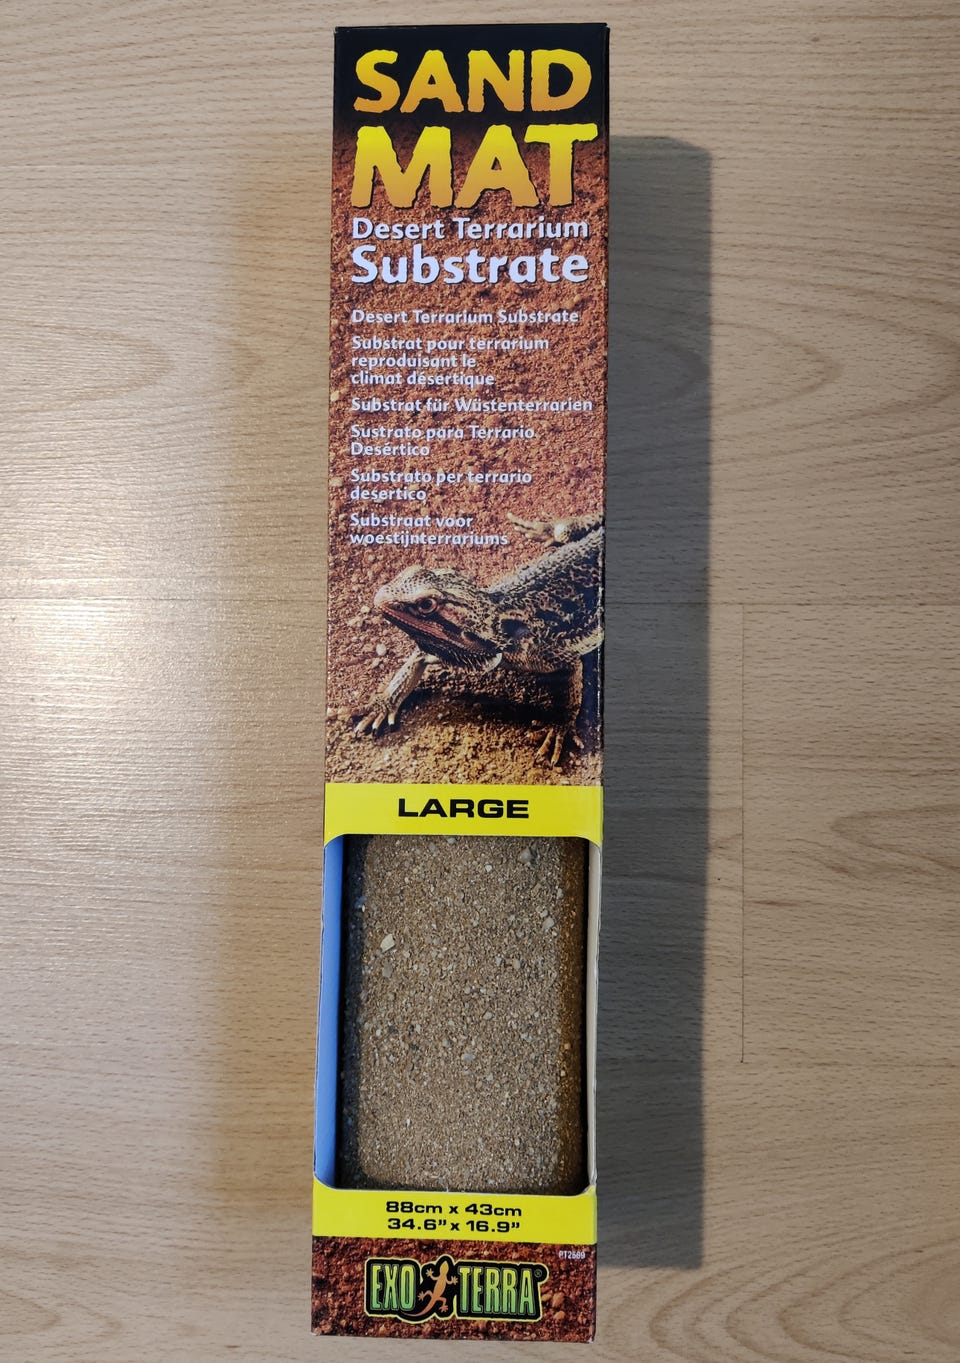 SAND
MAT
Desert Terrarium
Substrate
Desert Terrarium Substrate
Substrat pour terrarium
reproduisant le
climat désertique
Substrat für Wüstenterrarien
Sustrato para Terrario
Desértico
Substrato per terrario
desertico
Substraat voor
woestijnterrariums
LARGE
88cm x 43cm
34.6" x 16.9"
PT2569
EXO TERRA®